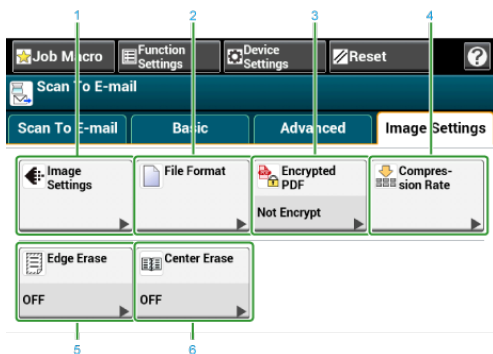 1 2 3 4
Job Macro Function Settings Device Settings Reset ?
Scan To E-mail
Scan To E-mail Basic Advanced Image Settings
Image Settings
File Format
Encrypted PDF
Not Encrypt
Compres-
sion Rate
Edge Erase
OFF
Center Erase
OFF
5 6